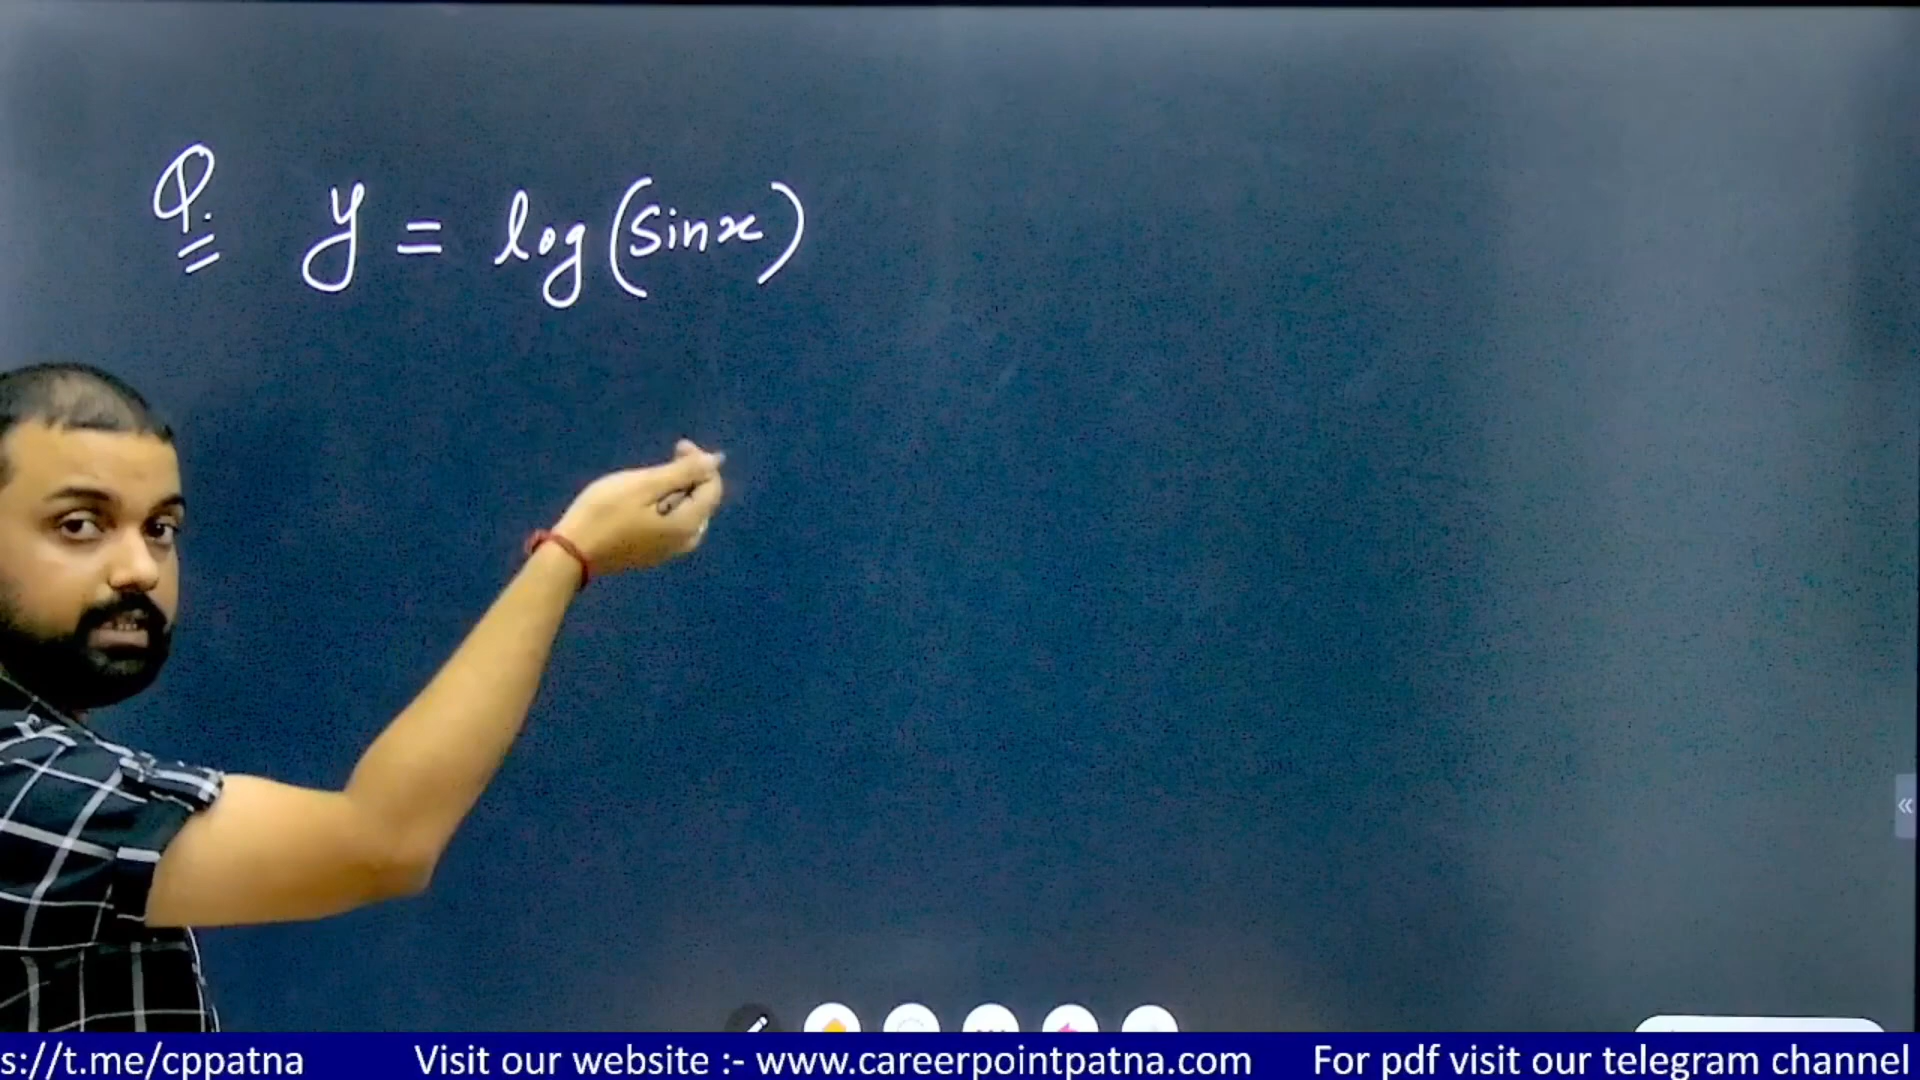 Q. y = log(sinx)
«
s://t.me/cppatna Visit our website :- www.careerpointpatna.com For pdf visit our telegram channel